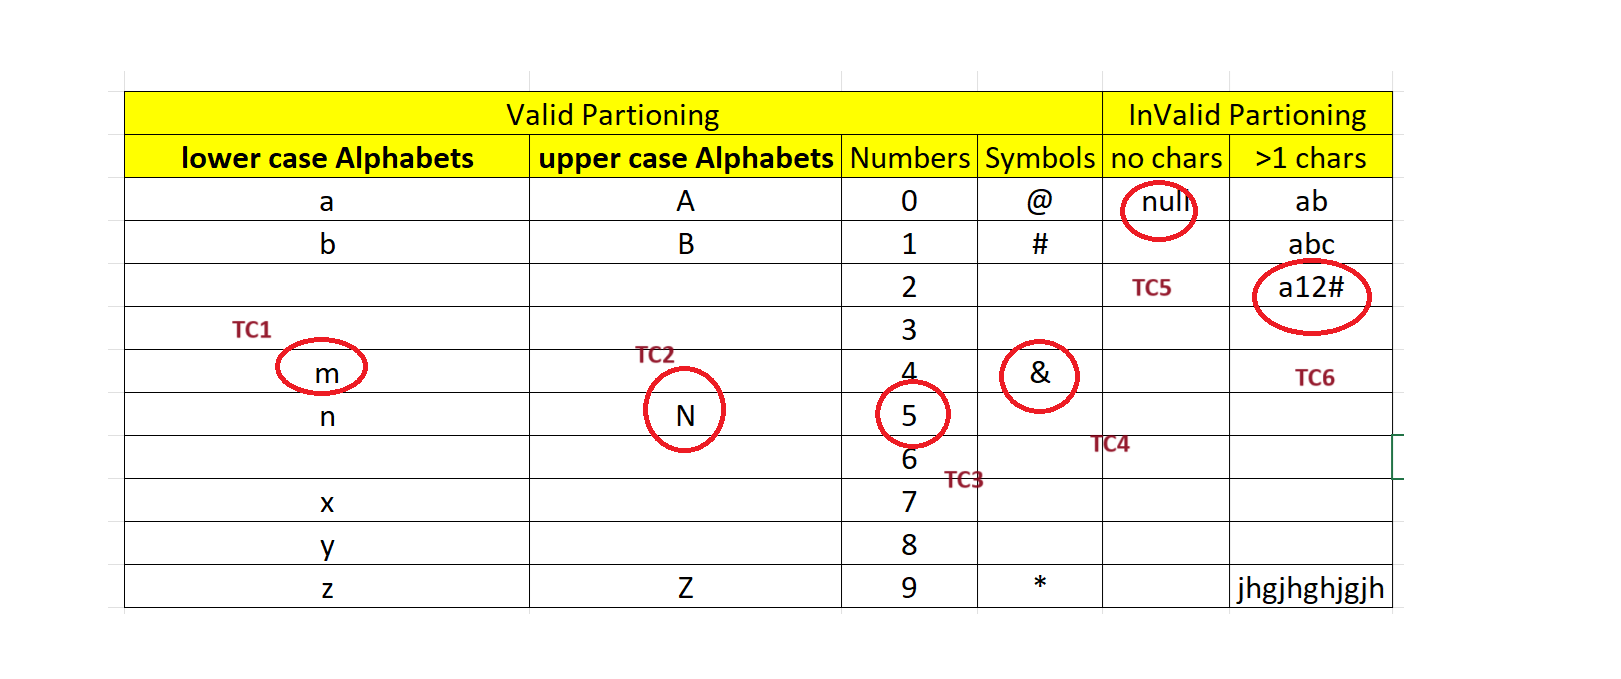 Valid Partioning InValid Partioning
lower case Alphabets upper case Alphabets Numbers Symbols no chars >1 chars
a A 0 @ null ab
b B 1 # abc
2 TC5 a12#
TC1 3
TC2
m 4 & TC6
n N 5
TC4
6
TC3
x 7
y 8
z Z 9 * jhgjhghjgjh